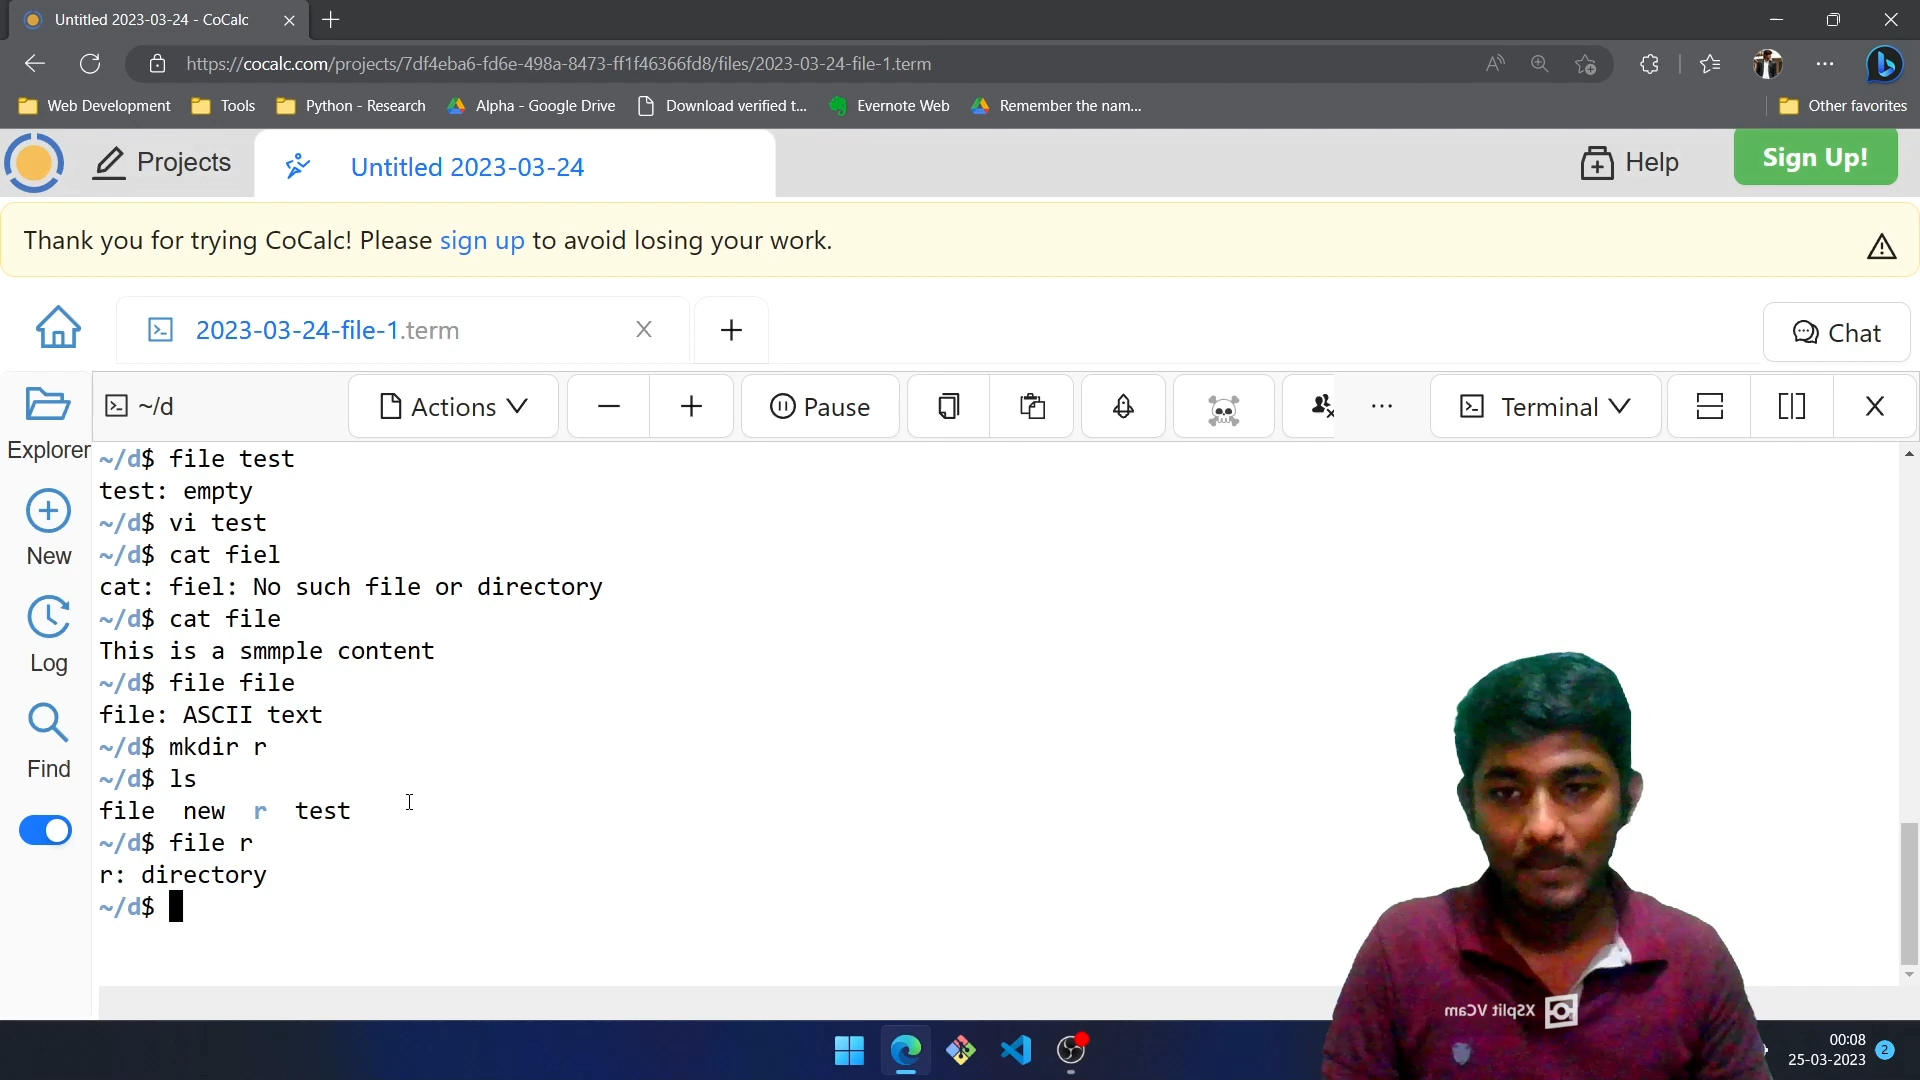 Untitled 2023-03-24 - CoCalc
https://cocalc.com/projects/7df4eba6-fd6e-498a-8473-ff1f46366fd8/files/2023-03-24-file-1.term
Web Development
Tools
Python - Research
Alpha - Google Drive
Download verified t...
Evernote Web
Remember the nam...
Other favorites
Projects
Untitled 2023-03-24
Help
Sign Up!
Thank you for trying CoCalc! Please sign up to avoid losing your work.
2023-03-24-file-1.term
Chat
Explorer
New
Log
Find
~/d
Actions
Pause
Terminal
~/d$ file test
test: empty
~/d$ vi test
~/d$ cat fiel
cat: fiel: No such file or directory
~/d$ cat file
This is a smmple content
~/d$ file file
file: ASCII text
~/d$ mkdir r
~/d$ ls
file new r test
~/d$ file r
r: directory
~/d$
XSplit VCam
00:08
25-03-2023
2